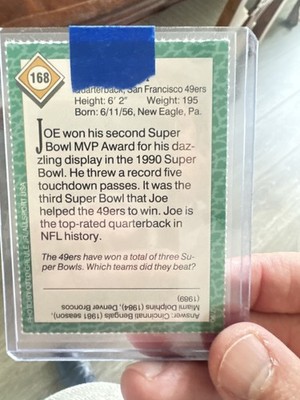 168
Quarterback, San Francisco 49ers
Height: 6' 2" Weight: 195
Born: 6/11/56, New Eagle, Pa.
JOE won his second Super
Bowl MVP Award for his daz-
zling display in the 1990 Super
Bowl. He threw a record five
touchdown passes. It was the
third Super Bowl that Joe
helped the 49ers to win. Joe is
the top-rated quarterback in
NFL history.
The 49ers have won a total of three Su-
per Bowls. Which teams did they beat?
Answer: Cincinnati Bengals (1981 season),
Miami Dolphins (1984), Denver Broncos
(1989)